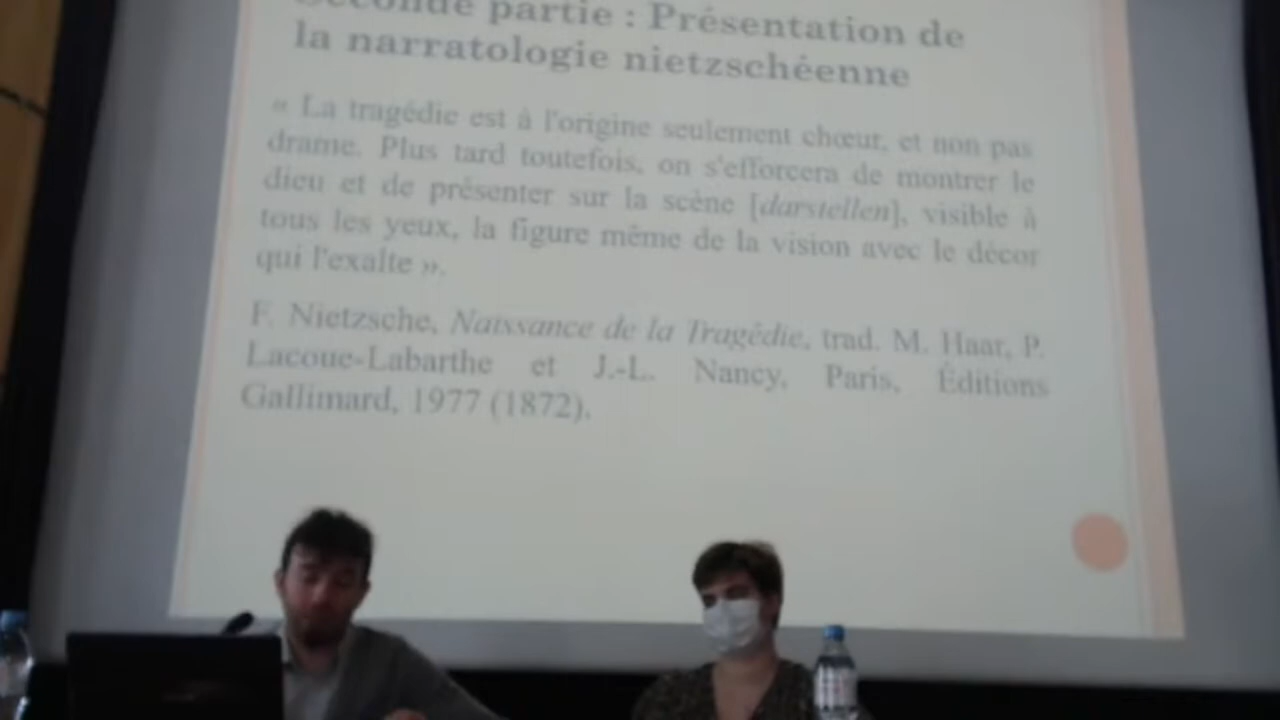 Seconde partie : Présentation de
la narratologie nietzschéenne
« La tragédie est à l'origine seulement chœur, et non pas
drame. Plus tard toutefois, on s'efforcera de montrer le
dieu et de présenter sur la scène [darstellen], visible à
tous les yeux, la figure même de la vision avec le décor
qui l'exalte ».
F. Nietzsche, Naissance de la Tragédie, trad. M. Haar, P.
Lacoue-Labarthe et J.-L. Nancy, Paris, Éditions
Gallimard, 1977 (1872).